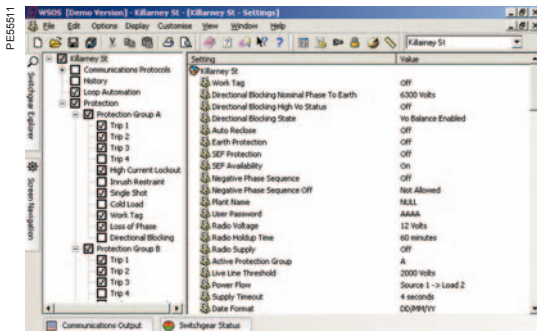 PE55511
WSOS [Demo Version] - Killarney St - [Killarney St - Settings]
File Edit Options Display Customise View Window Help
Killarney St
Switchgear Explorer
Screen Navigation
Killarney St
Communications Protocols
History
Loop Automation
Protection
Protection Group A
Trip 1
Trip 2
Trip 3
Trip 4
High Current Lockout
Inrush Restraint
Single Shot
Cold Load
Work Tag
Loss of Phase
Directional Blocking
Protection Group B
Trip 1
Trip 2
Trip 3
Trip 4
Setting Value
Killarney St
Work Tag Off
Directional Blocking Nominal Phase To Earth 6300 Volts
Directional Blocking High Vo Status Off
Directional Blocking State Vo Balance Enabled
Auto Reclose Off
Earth Protection Off
SEF Protection Off
SEF Availability On
Negative Phase Sequence Off
Negative Phase Sequence Off Not Allowed
Plant Name NULL
User Password AAAA
Radio Voltage 12 Volts
Radio Holdup Time 60 minutes
Radio Supply Off
Active Protection Group A
Live Line Threshold 2000 Volts
Power Flow Source 1 -> Load 2
Supply Timeout 4 seconds
Date Format DD/MM/YY
Communications Output Switchgear Status